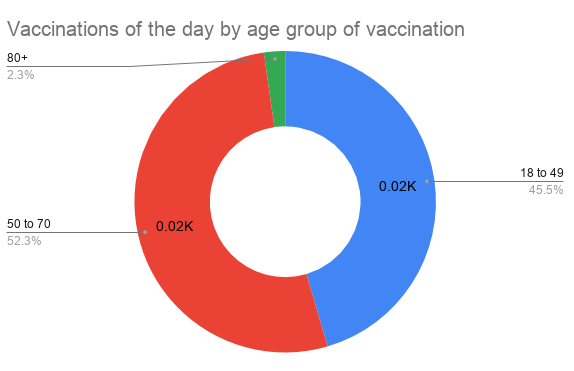 Vaccinations of the day by age group of vaccination
80+
2.3%
18 to 49
45.5%
0.02K
50 to 70
52.3%
0.02K